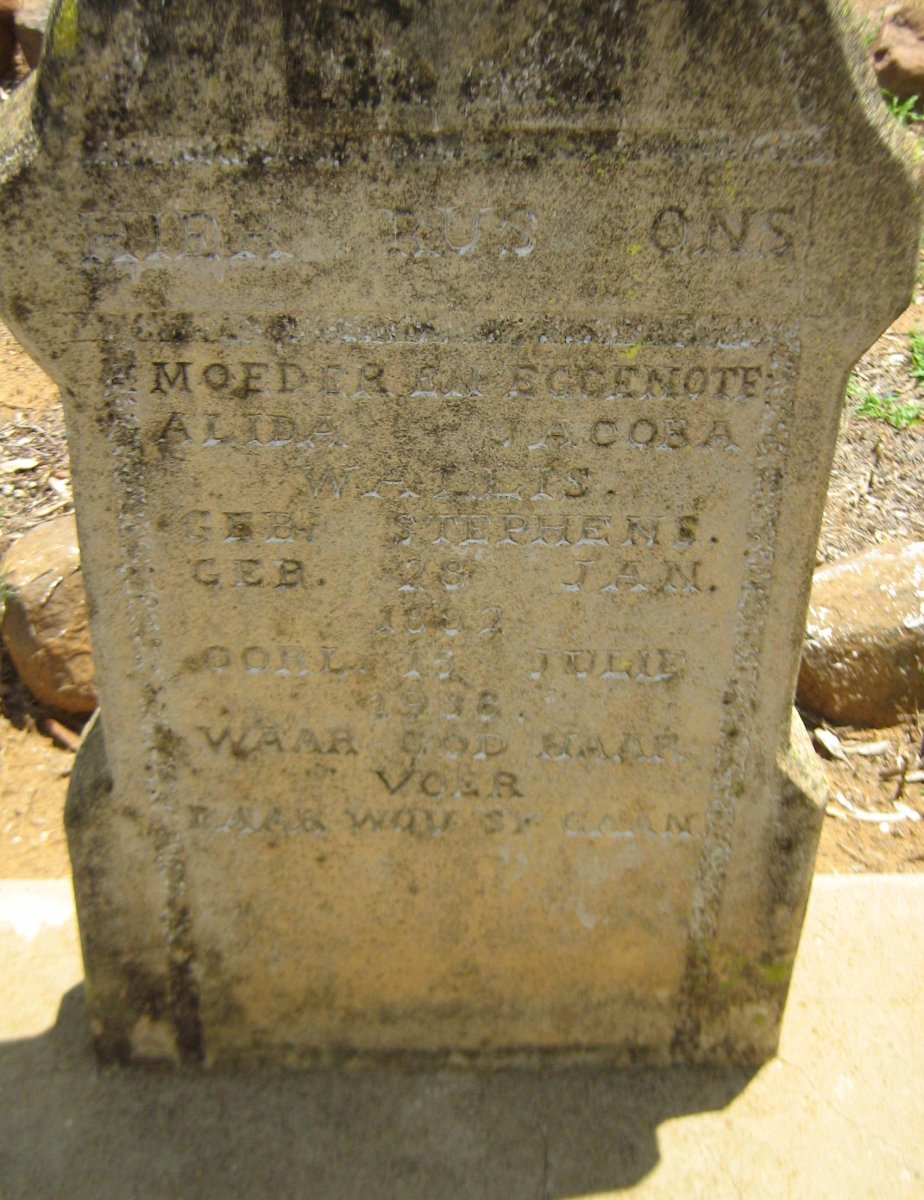 HIER RUS ONS
MOEDER EN EGGENOTE
ALIDA JACOBA
WALLIS.
GEB. STEPHENS.
GEB. 28 JAN.
OORL. JULIE
WAAR GOD HAAR
VOER
DAAR WOU SY GAAN